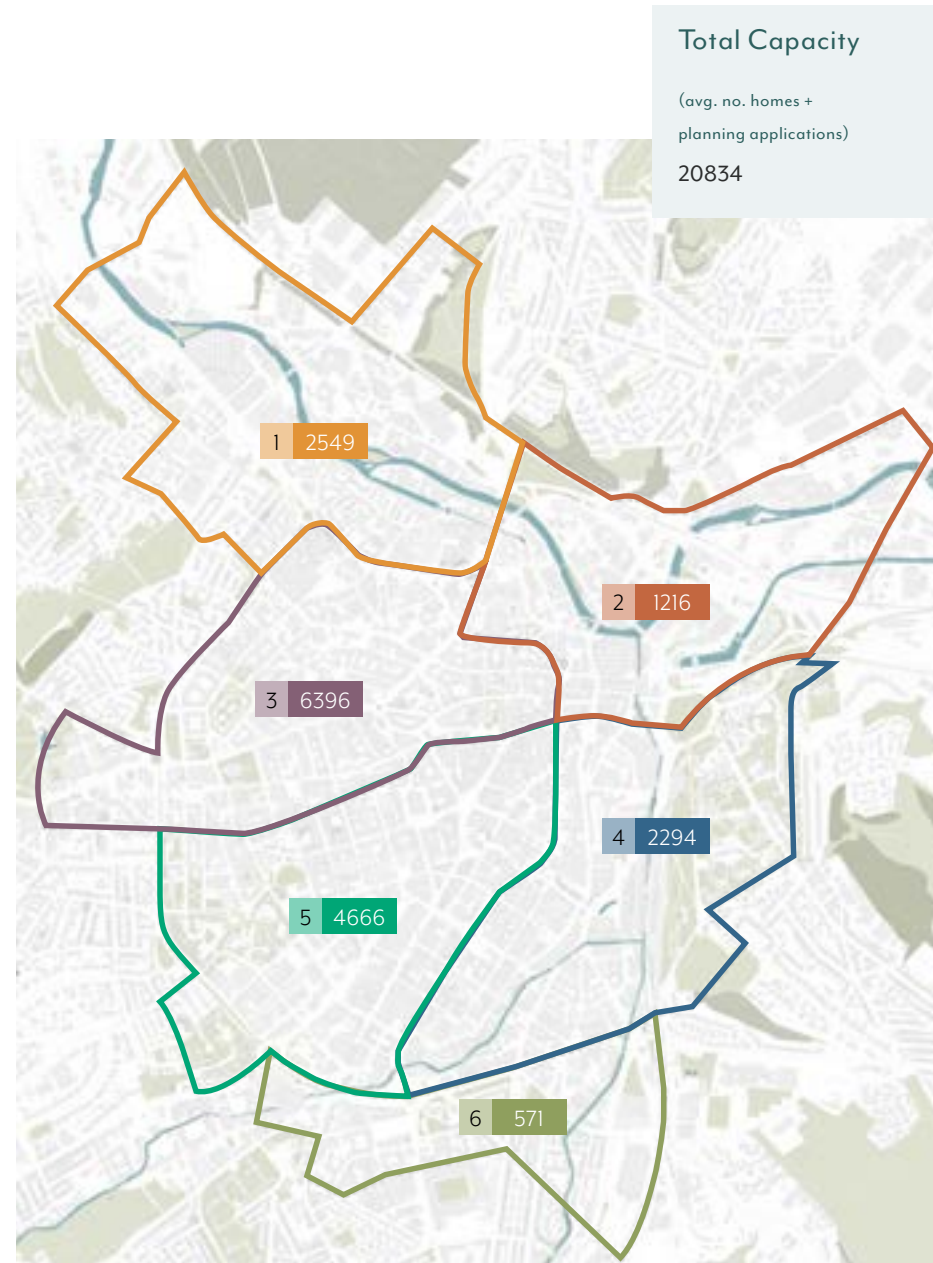 Total Capacity
(avg. no. homes +
planning applications)
20834
1 2549
2 1216
3 6396
4 2294
5 4666
6 571